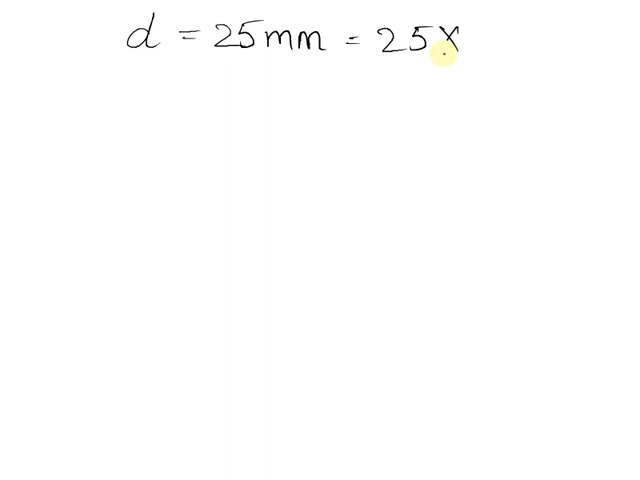 d = 25mm = 25×